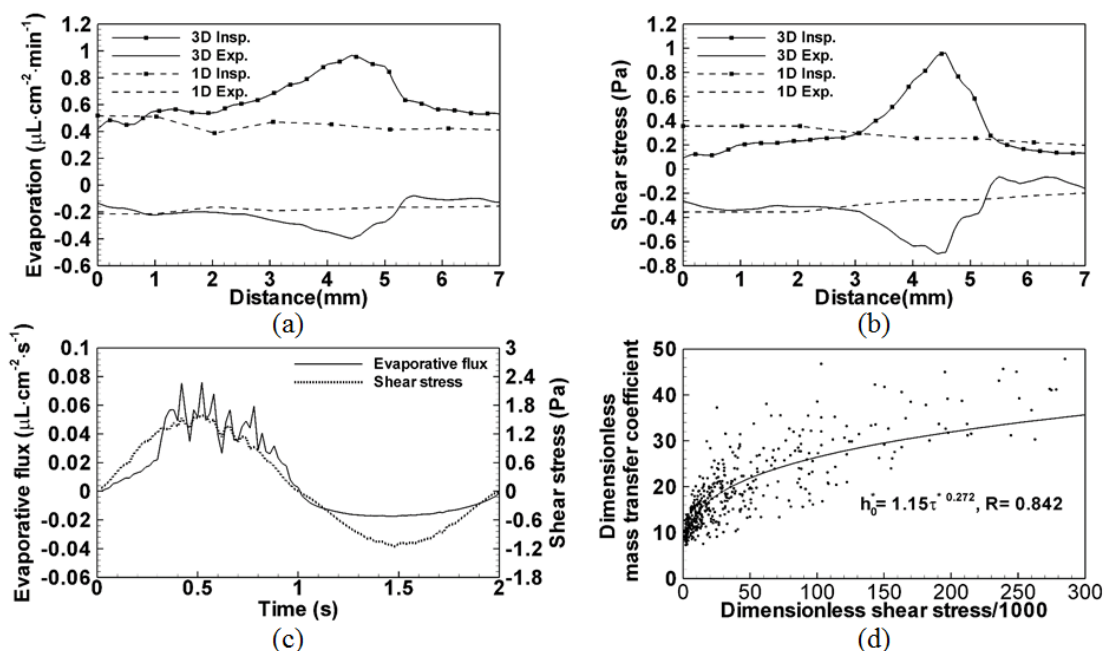 1.2
1
0.8
0.6
0.4
0.2
0
-0.2
-0.4
-0.6
Evaporation (μL·cm-2·min-1)
3D Insp.
3D Exp.
1D Insp.
1D Exp.
0 1 2 3 4 5 6 7
Distance(mm)
(a)
1.2
1
0.8
0.6
0.4
0.2
0
-0.2
-0.4
-0.6
-0.8
Shear stress (Pa)
3D Insp.
3D Exp.
1D Insp.
1D Exp.
0 1 2 3 4 5 6 7
Distance(mm)
(b)
0.1
0.08
0.06
0.04
0.02
0
-0.02
-0.04
-0.06
Evaporative flux (μL·cm-2·s-1)
Evaporative flux
Shear stress
3
2.4
1.8
1.2
0.6
0
-0.6
-1.2
-1.8
Shear stress (Pa)
0 0.5 1 1.5 2
Time (s)
(c)
50
40
30
20
10
0
Dimensionless
mass transfer coefficient
h*0= 1.15τ* 0.272, R= 0.842
0 50 100 150 200 250 300
Dimensionless shear stress/1000
(d)